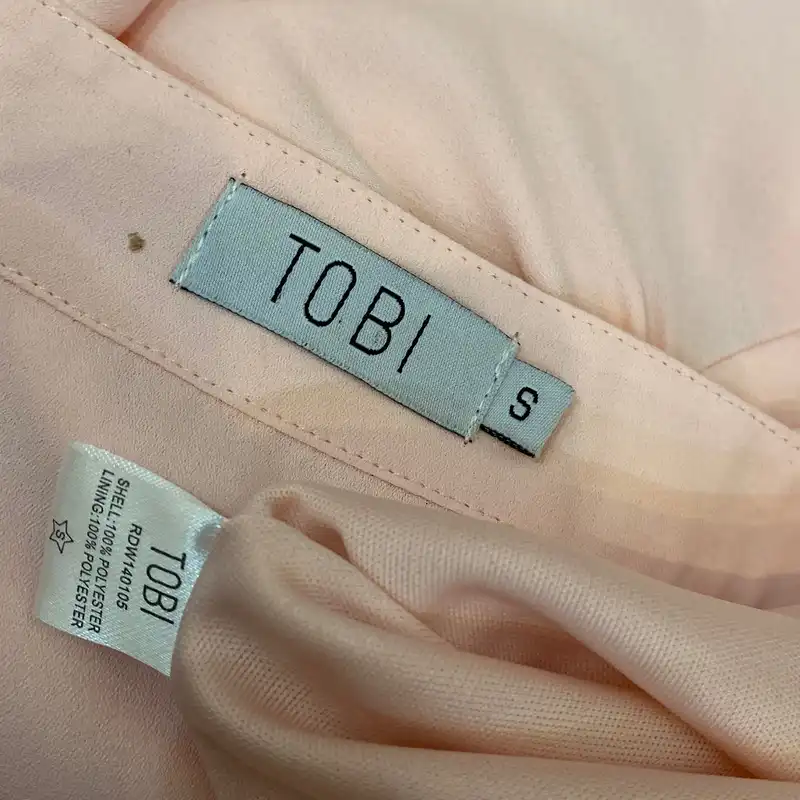 TOBI
S
TOBI
RDW140105
SHELL:100% POLYESTER
LINING:100% POLYESTER
S